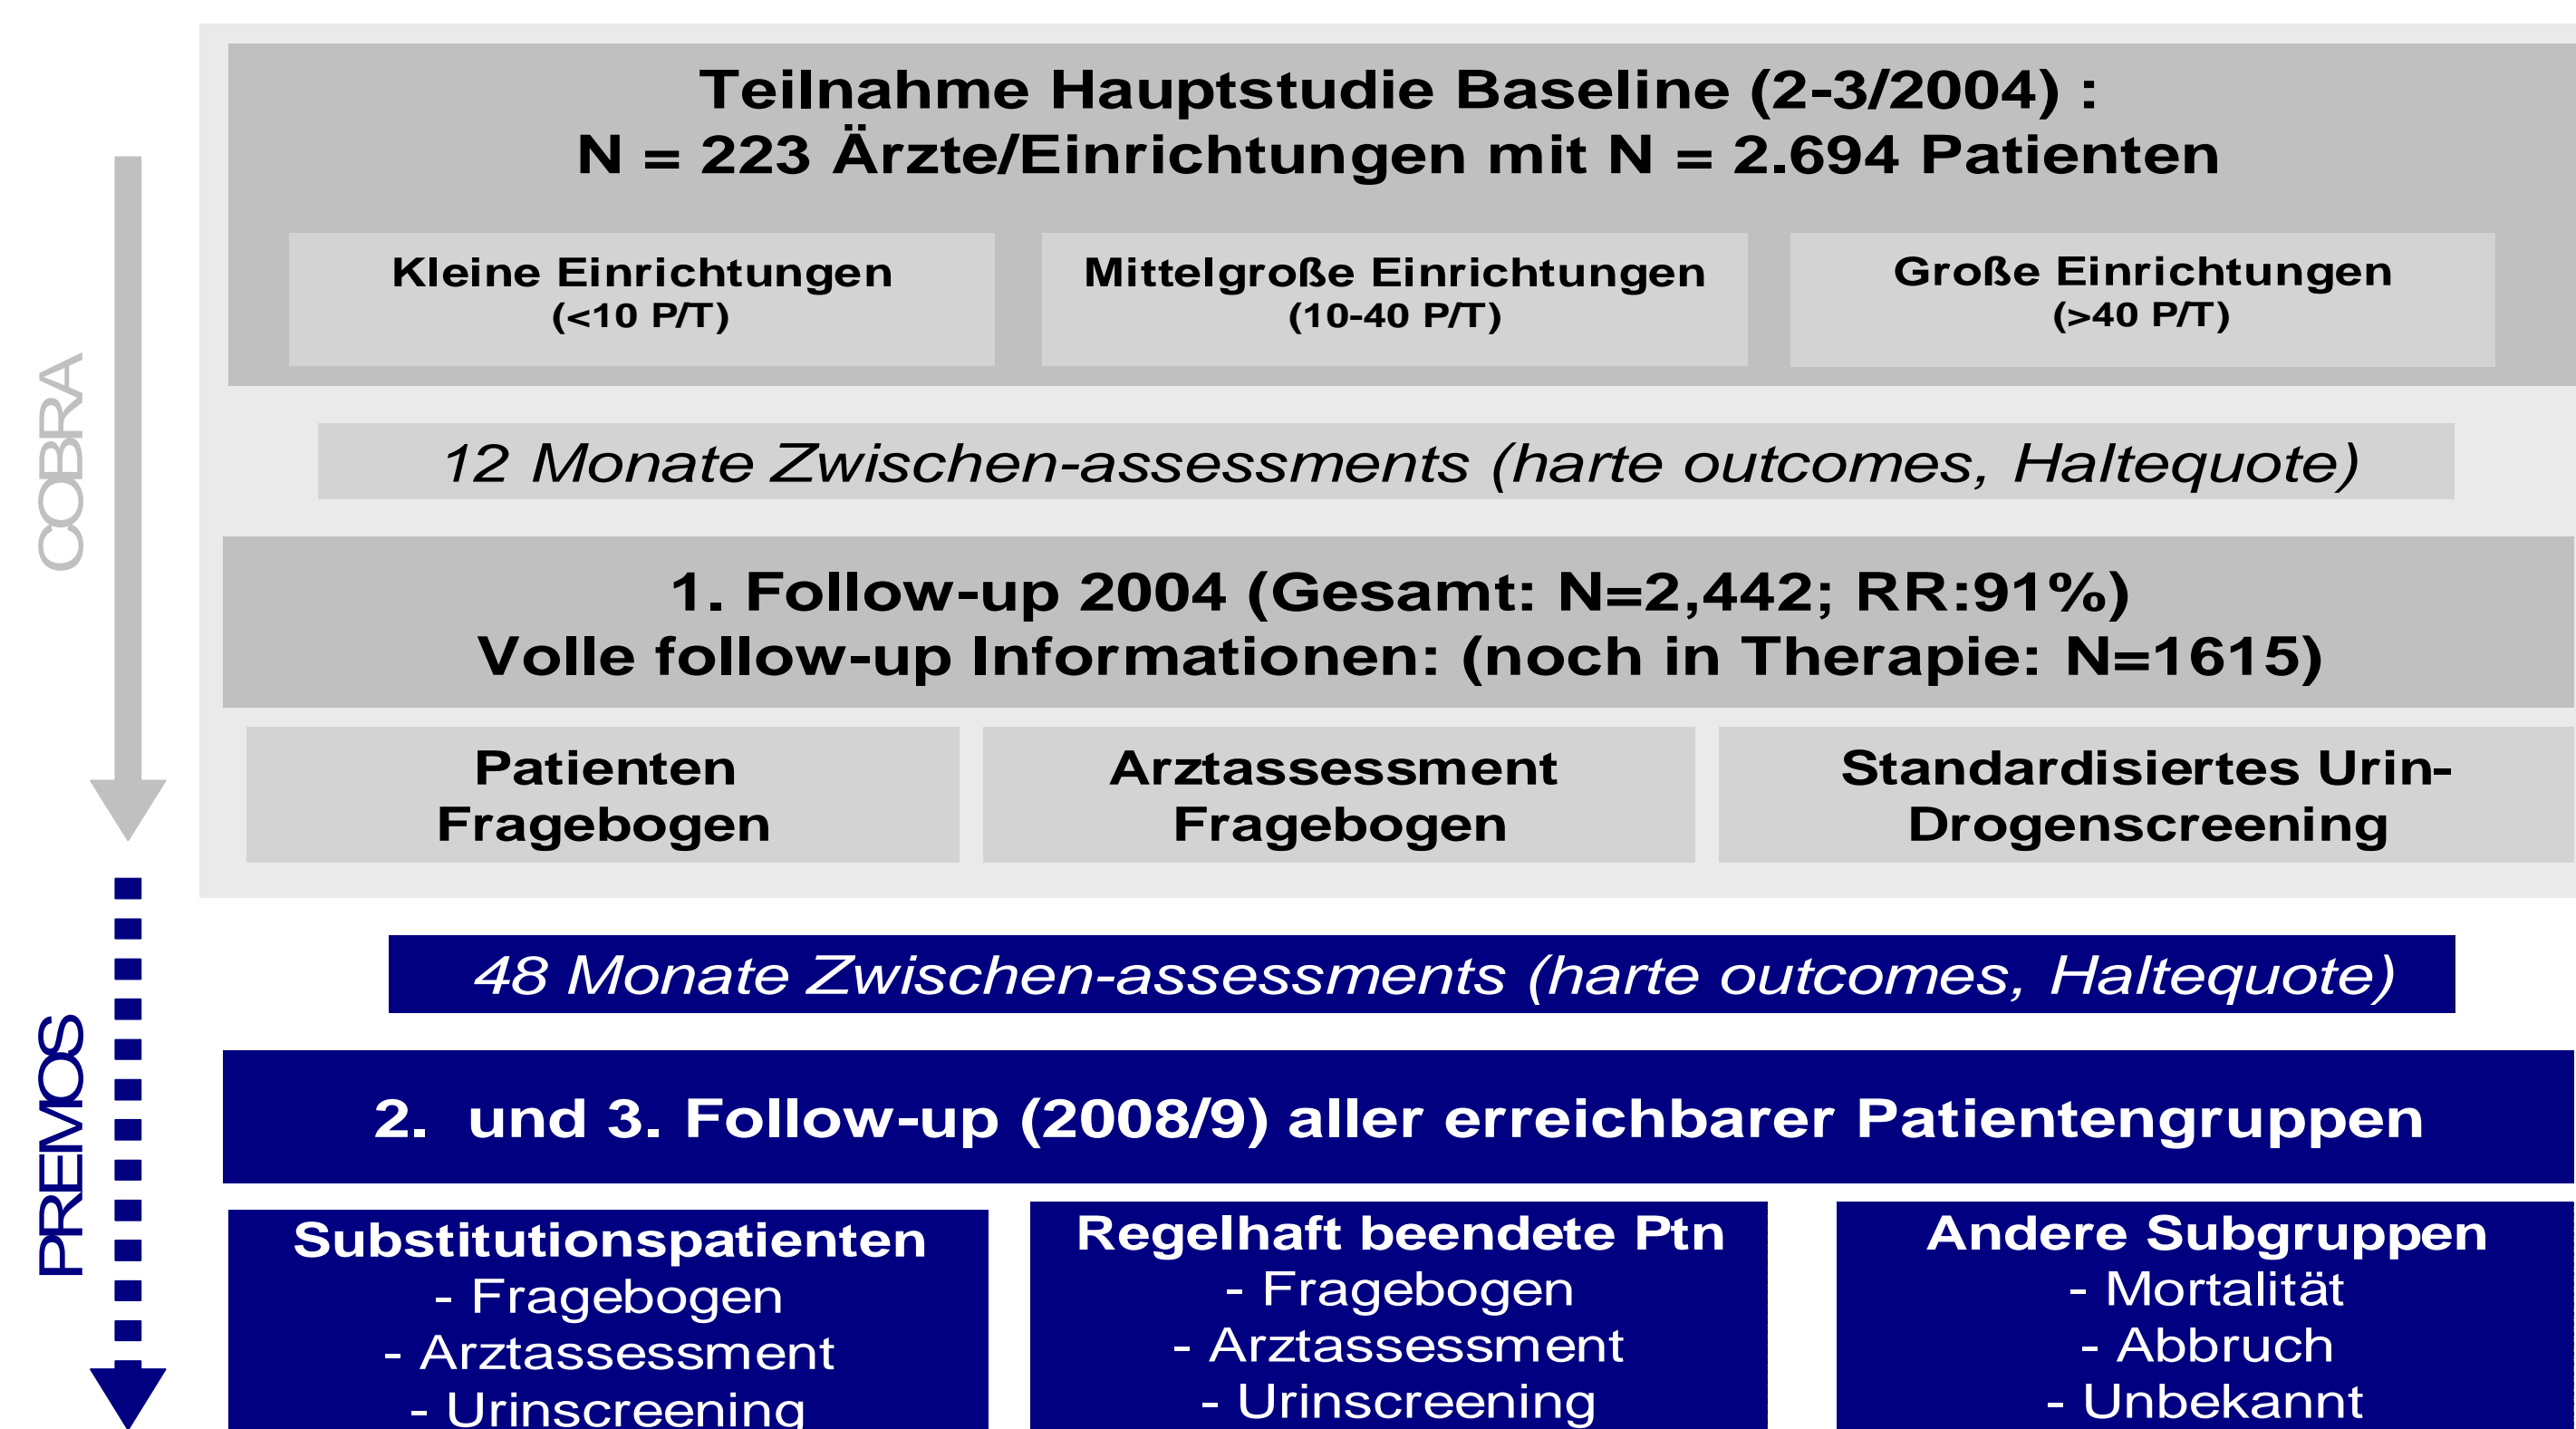 Teilnahme Hauptstudie Baseline (2-3/2004) :
N = 223 Ärzte/Einrichtungen mit N = 2.694 Patienten
Kleine Einrichtungen
(<10 P/T)
Mittelgroße Einrichtungen
(10-40 P/T)
Große Einrichtungen
(>40 P/T)
COBRA
12 Monate Zwischen-assessments (harte outcomes, Haltequote)
1. Follow-up 2004 (Gesamt: N=2,442; RR:91%)
Volle follow-up Informationen: (noch in Therapie: N=1615)
Patienten
Fragebogen
Arztassessment
Fragebogen
Standardisiertes Urin-
Drogenscreening
PREMOS
48 Monate Zwischen-assessments (harte outcomes, Haltequote)
2. und 3. Follow-up (2008/9) aller erreichbarer Patientengruppen
Substitutionspatienten
- Fragebogen
- Arztassessment
- Urinscreening
Regelhaft beendete Ptn
- Fragebogen
- Arztassessment
- Urinscreening
Andere Subgruppen
- Mortalität
- Abbruch
- Unbekannt